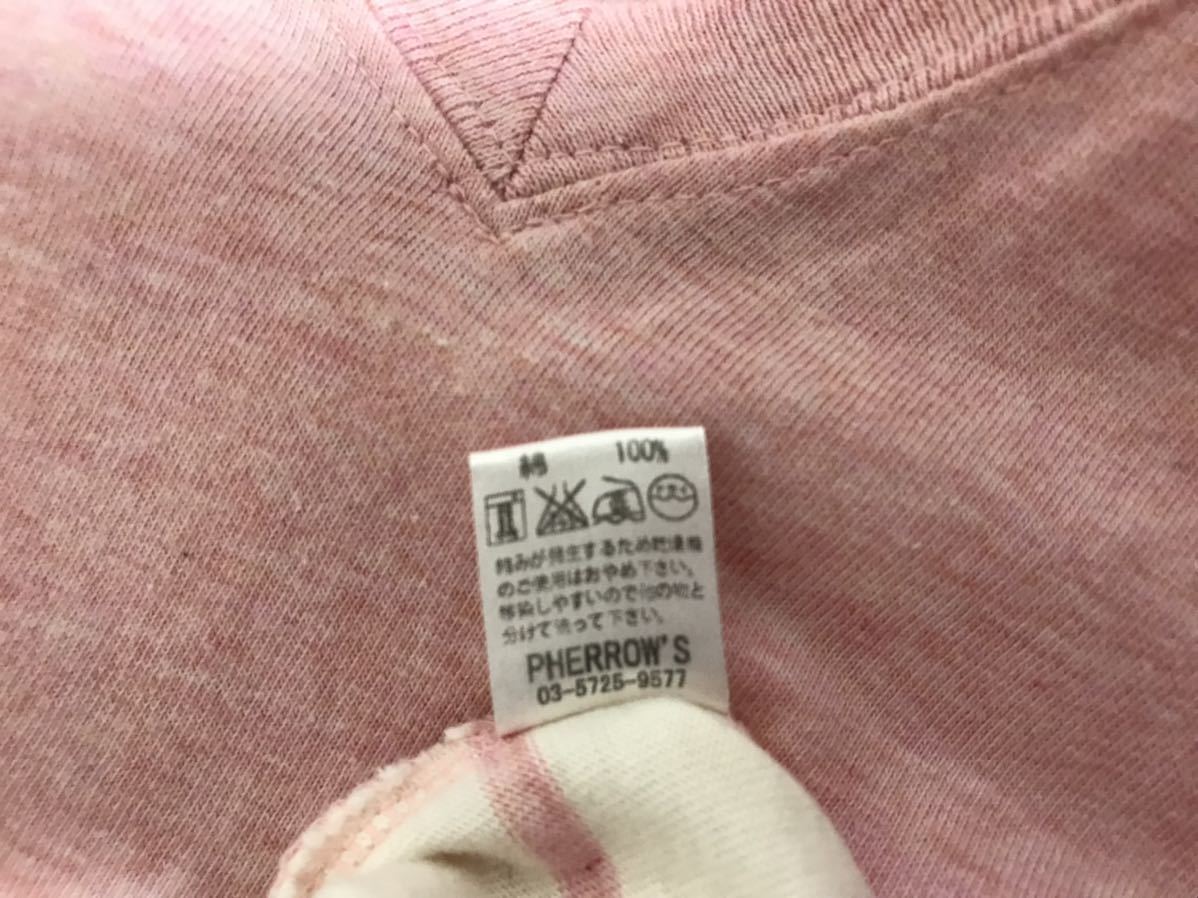 綿 100%
縮みが発生するため乾燥機
のご使用はおやめ下さい。
移染しやすいので他の物と
分けて洗って下さい。
PHERROW'S
03-5725-9577